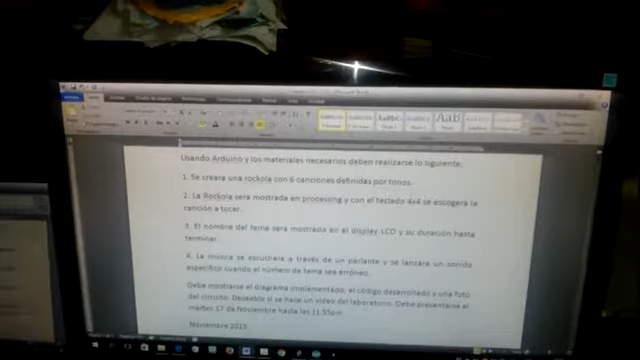 Usando Arduino y los materiales necesarios deben realizarse lo siguiente:
1. Se creara una rockola con 6 canciones definidas por tonos.
2. La Rockola sera mostrada en processing y con el teclado 4x4 se escogera la
canción a tocar.
3. El nombre del tema sera mostrado en el display LCD y su duración hasta
terminar.
4. La música se escuchara a través de un parlante y se lanzara un sonido
especifico cuando el número de tema sea erróneo.
Debe mostrarse el diagrama implementado, el código desarrollado y una foto
del circuito. Deseable si se hace un video del laboratorio. Debe presentarse el
martes 17 de Noviembre hasta las 11:55pm.
Noviembre 2015